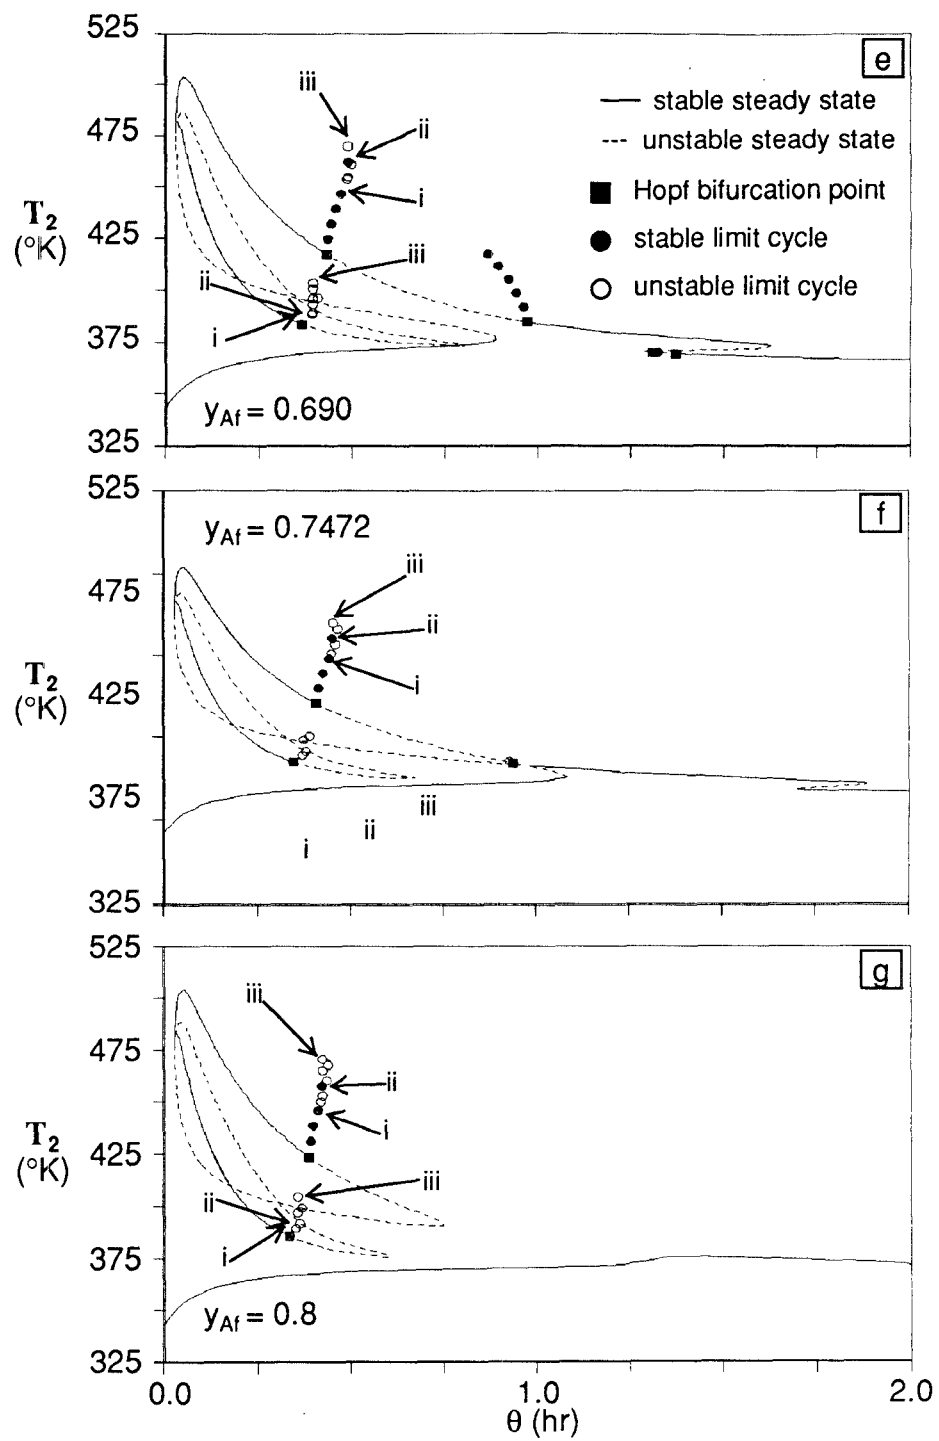 525
e
iii
stable steady state
ii
475
unstable steady state
i
Hopf bifurcation point
T₂
(°K)
425
iii
stable limit cycle
ii
unstable limit cycle
i
375
y_Af = 0.690
325
525
f
y_Af = 0.7472
iii
475
ii
T₂
(°K)
425
i
375
iii
ii
i
325
525
g
iii
475
ii
i
T₂
(°K)
425
iii
ii
i
375
y_Af = 0.8
325
0.0 1.0 2.0
θ (hr)